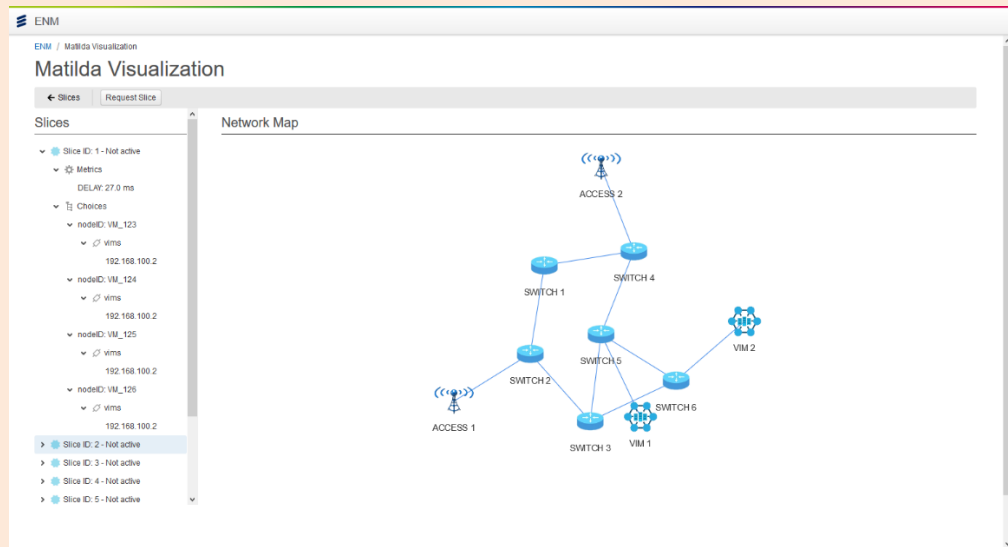 ENM
ENM / Matilda Visualization
Matilda Visualization
Slices
Request Slice
Slices
Slice ID: 1 - Not active
Metrics
DELAY: 27.0 ms
Choices
nodeID: VM_123
vims
192.168.100.2
nodeID: VM_124
vims
192.168.100.2
nodeID: VM_125
vims
192.168.100.2
nodeID: VM_126
vims
192.168.100.2
Slice ID: 2 - Not active
Slice ID: 3 - Not active
Slice ID: 4 - Not active
Slice ID: 5 - Not active
Network Map
ACCESS 2
SWITCH 4
SWITCH 1
VIM 2
SWITCH 5
SWITCH 2
SWITCH 6
ACCESS 1
VIM 1
SWITCH 3